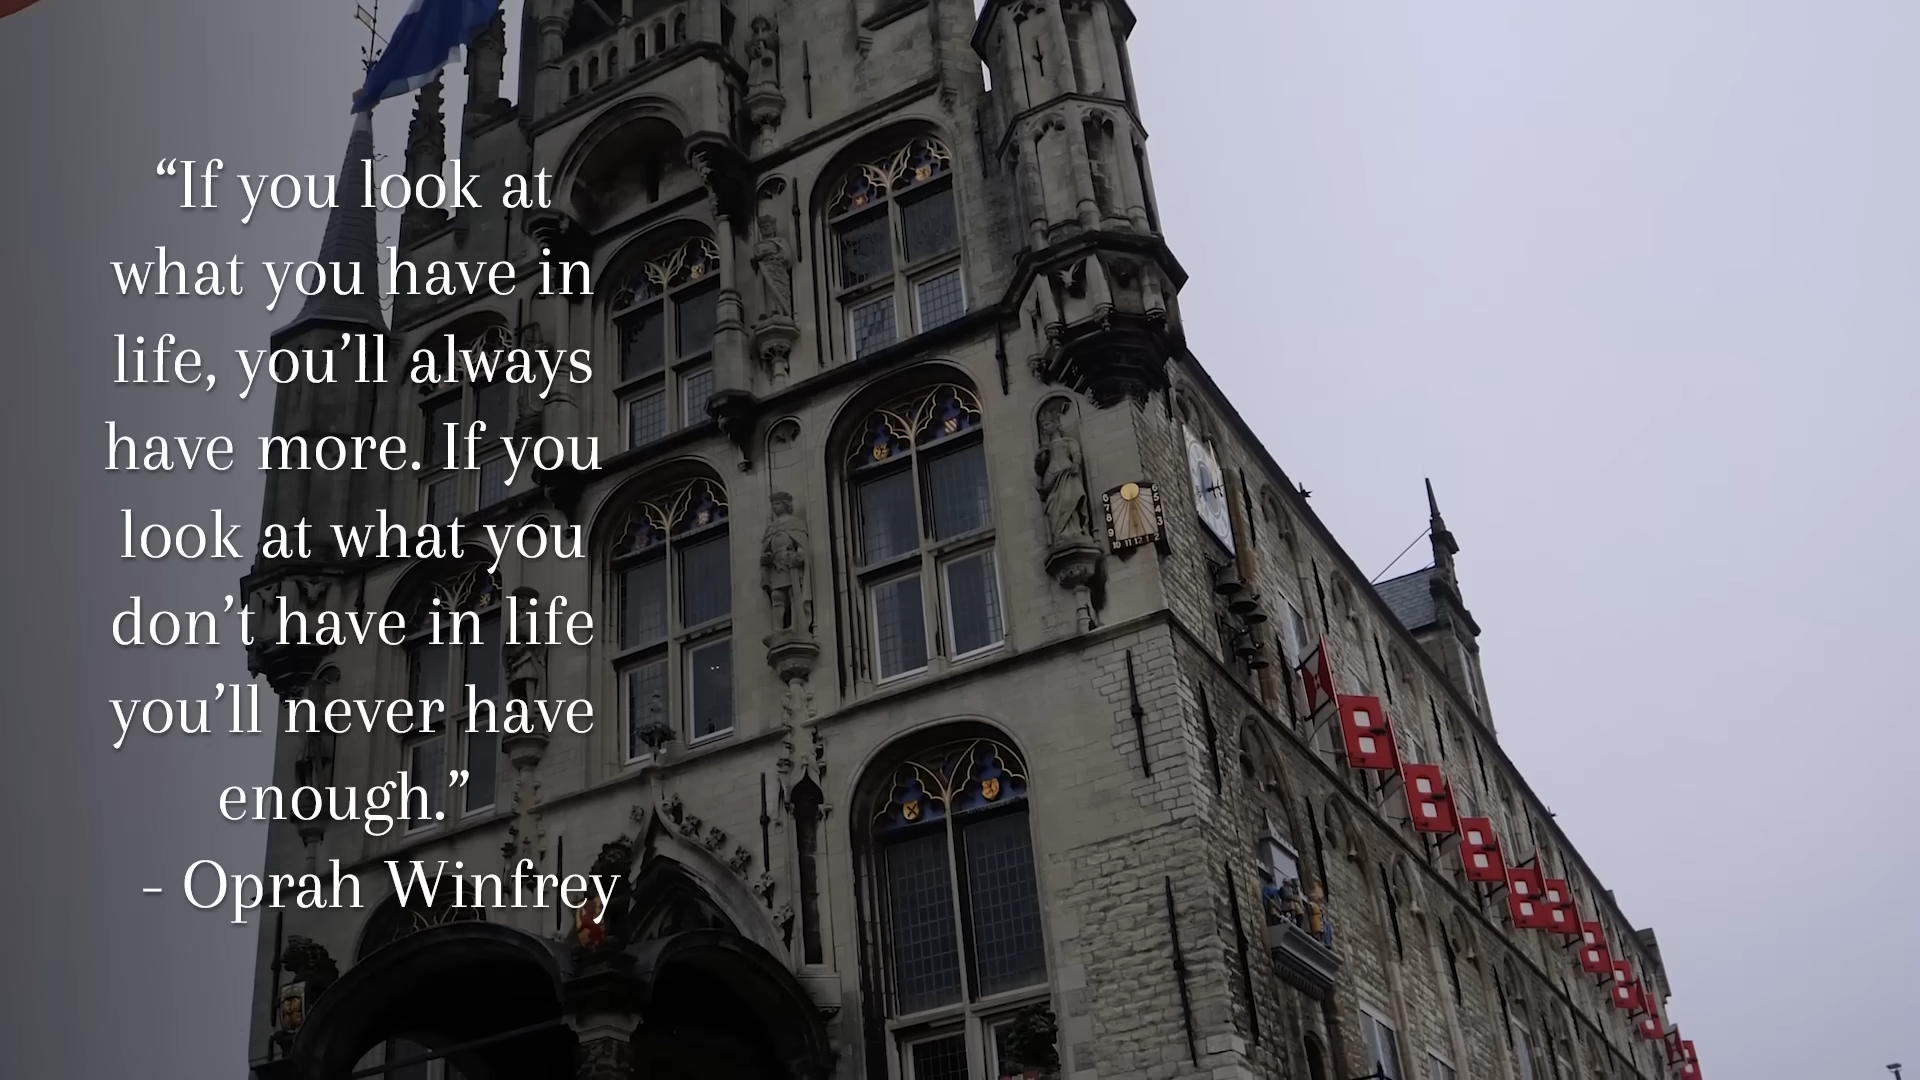 “If you look at
what you have in
life, you’ll always
have more. If you
look at what you
don’t have in life
you’ll never have
enough.”
- Oprah Winfrey